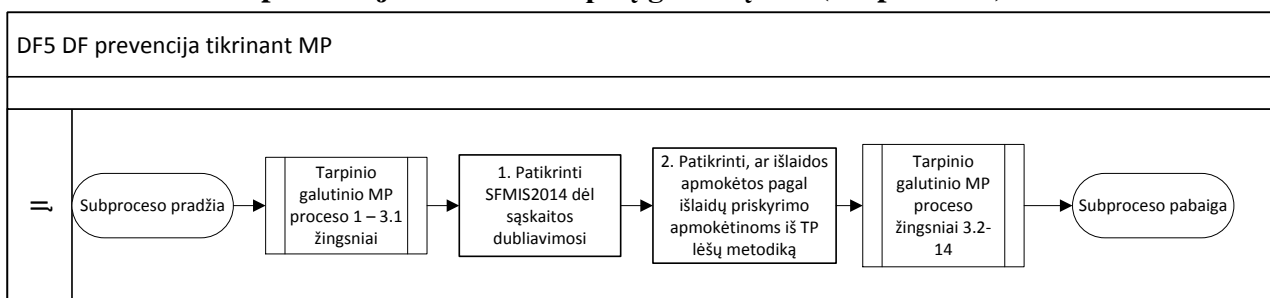 DF5 DF prevencija tikrinant MP
ĮI
Subproceso pradžia
Tarpinio
galutinio MP
proceso 1 – 3.1
žingsniai
1. Patikrinti
SFMIS2014 dėl
sąskaitos
dubliavimosi
2. Patikrinti, ar išlaidos
apmokėtos pagal
išlaidų priskyrimo
apmokėtinoms iš TP
lėšų metodiką
Tarpinio
galutinio MP
proceso
žingsniai 3.2-
14
Subproceso pabaiga